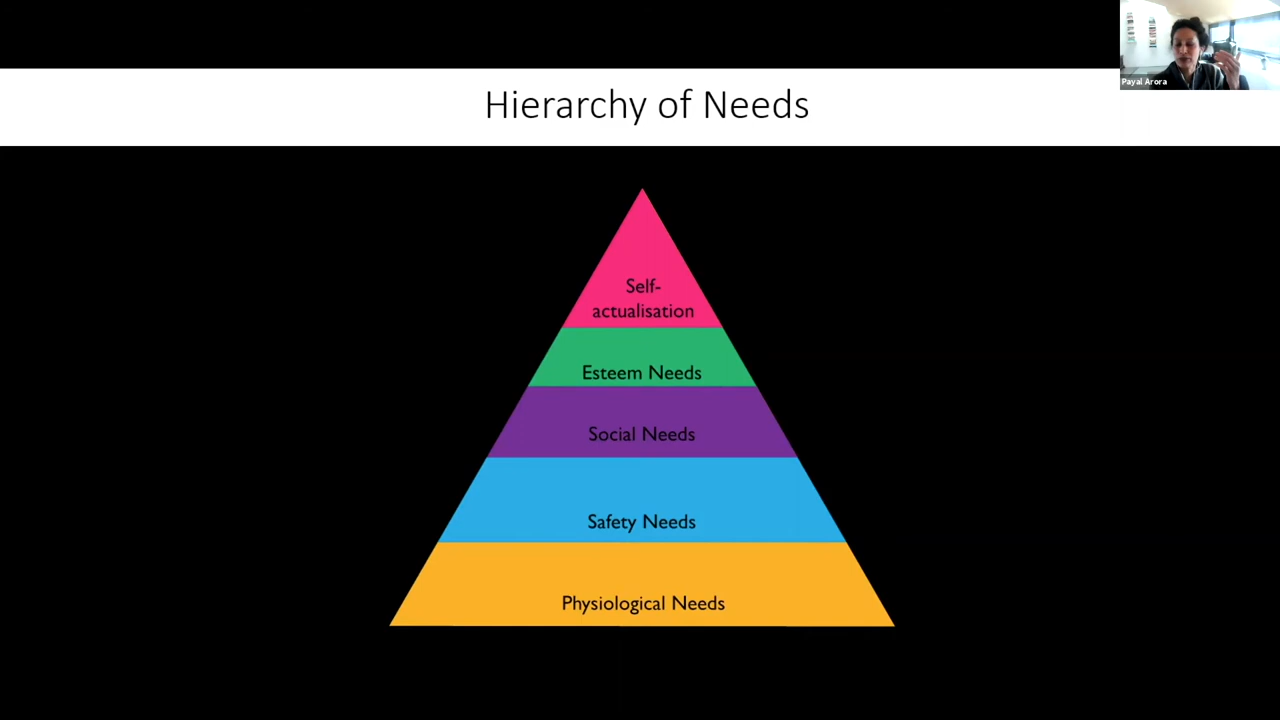 Payal Arora
Hierarchy of Needs
Self-
actualisation
Esteem Needs
Social Needs
Safety Needs
Physiological Needs